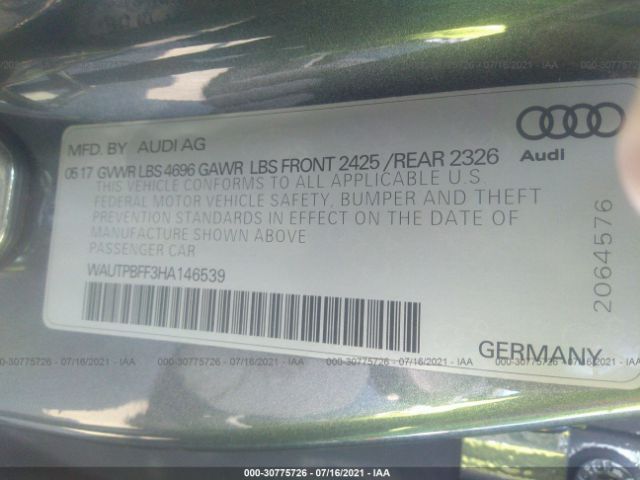 MFD. BY AUDI AG
0517 GVWR LBS 4696 GAWR LBS FRONT 2425 /REAR 2326
THIS VEHICLE CONFORMS TO ALL APPLICABLE U.S
FEDERAL MOTOR VEHICLE SAFETY, BUMPER AND THEFT
PREVENTION STANDARDS IN EFFECT ON THE DATE OF
MANUFACTURE SHOWN ABOVE
PASSENGER CAR
WAUTPBFF3HA146539
Audi
2064576
GERMANY
000-30775726 - 07/16/2021 - IAA